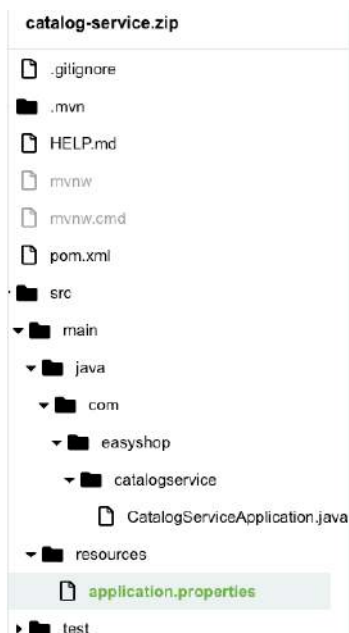 catalog-service.zip
.gitignore
.mvn
HELP.md
mvnw
mvnw.cmd
pom.xml
src
main
java
com
easyshop
catalogservice
CatalogServiceApplication.java
resources
application.properties
test